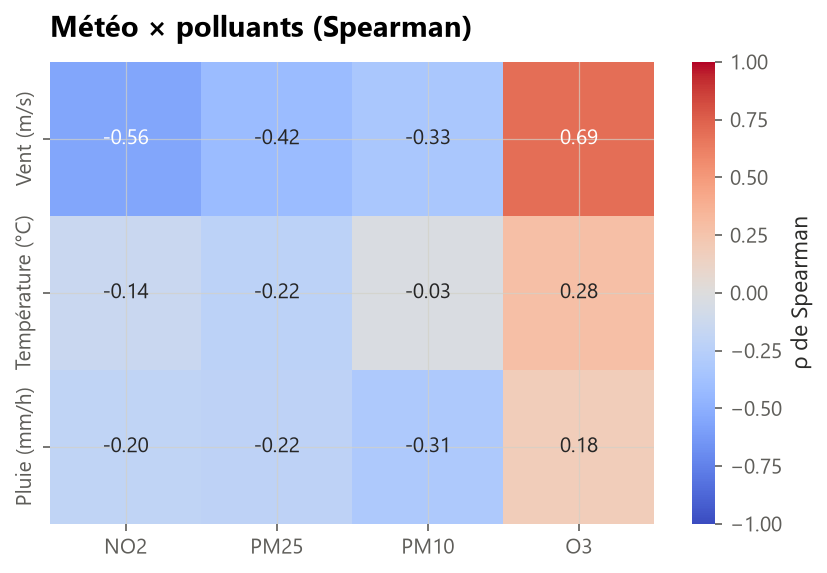 Météo × polluants (Spearman)
Vent (m/s)
-0.56 -0.42 -0.33 0.69
Température (°C)
-0.14 -0.22 -0.03 0.28
Pluie (mm/h)
-0.20 -0.22 -0.31 0.18
NO2 PM25 PM10 O3
1.00
0.75
0.50
0.25
0.00
−0.25
−0.50
−0.75
−1.00
ρ de Spearman